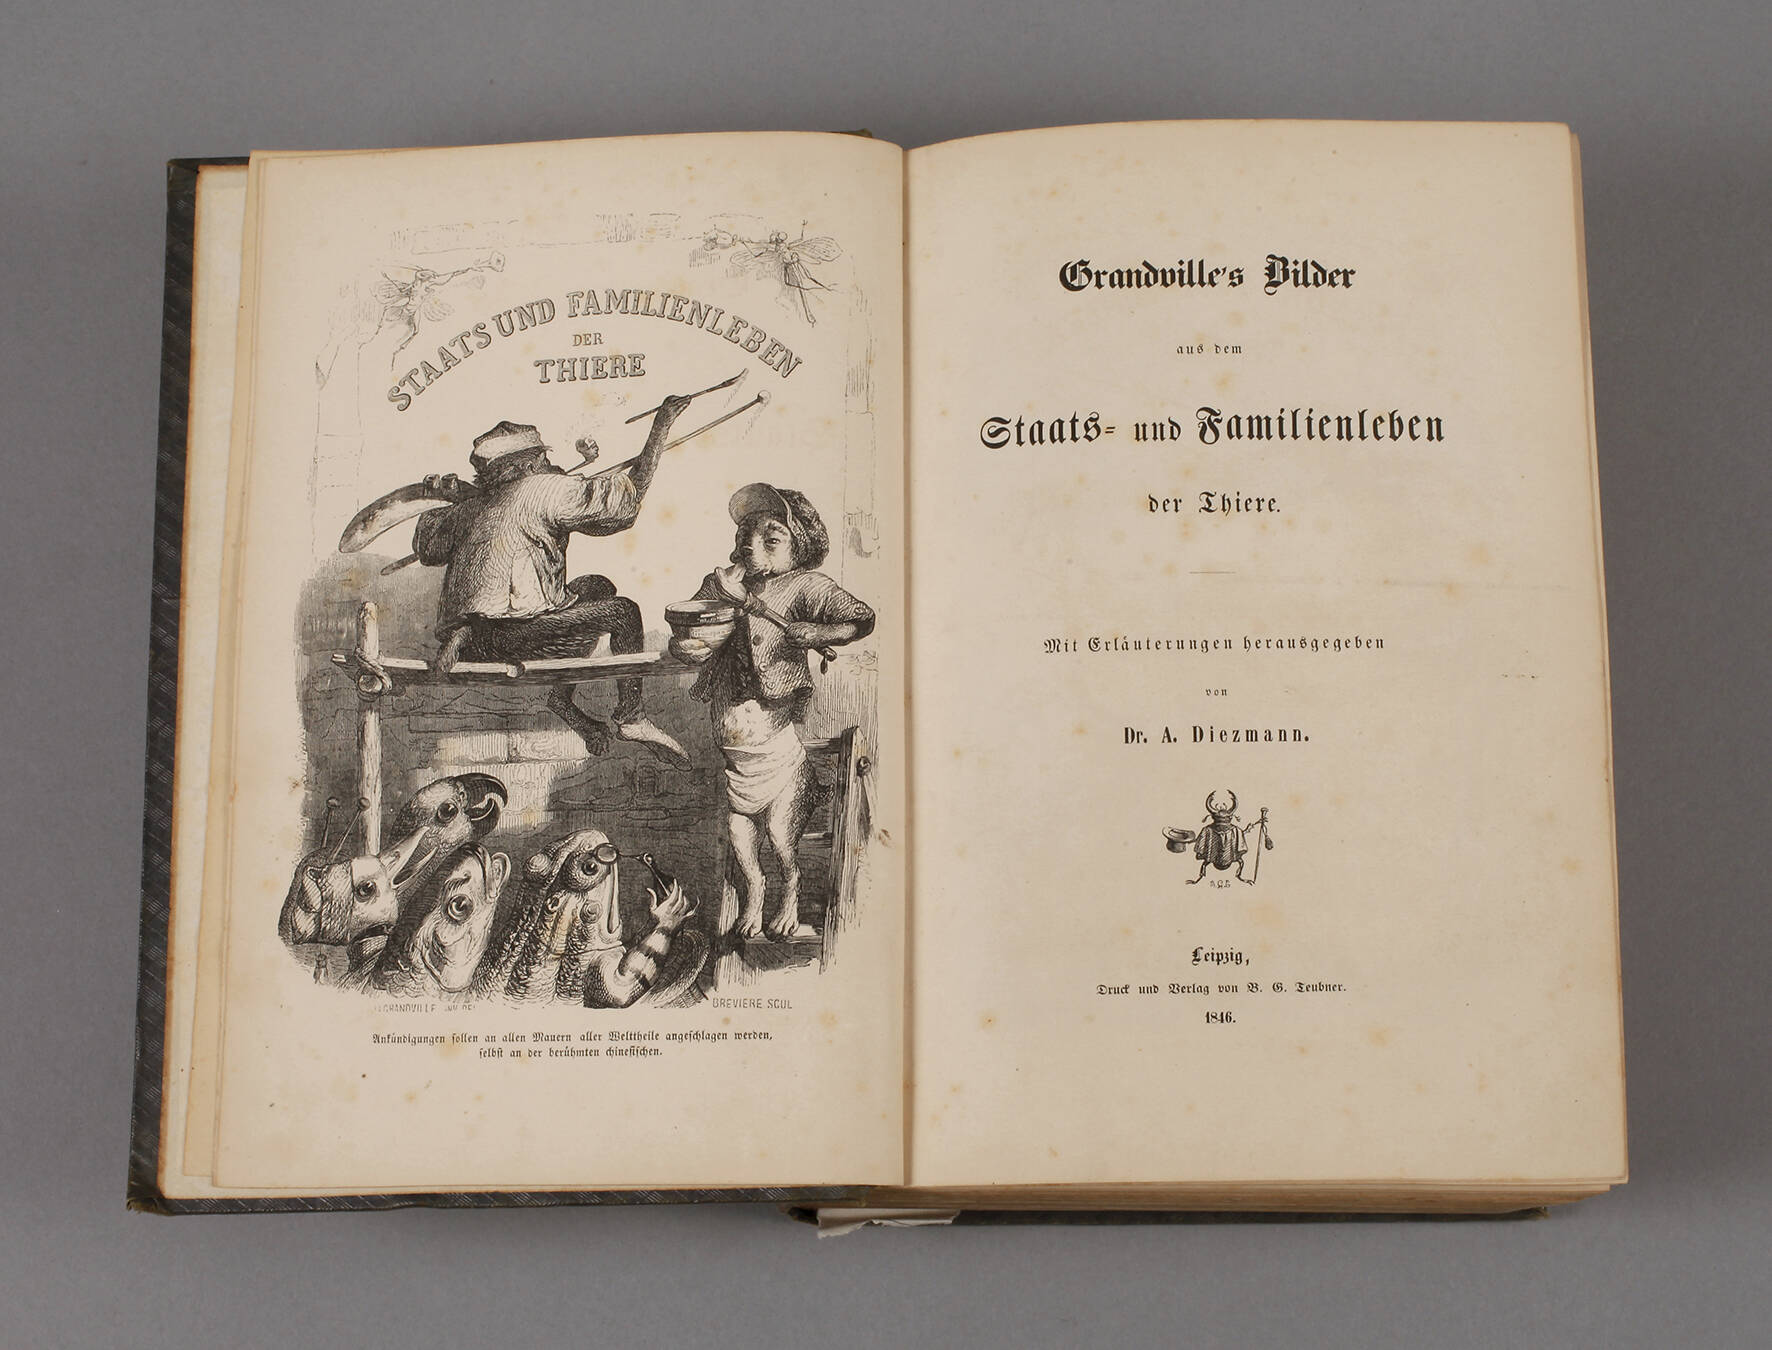 STAATS UND FAMILIENLEBEN
DER
THIERE
GRANDVILLE
BREVIERE SCUL
Ankündigungen sollen an allen Mauern aller Welttheile angeschlagen werden,
selbst an der berühmten chinesischen.
Grandville's Bilder
aus dem
Staats- und Familienleben
der Thiere.
Mit Erläuterungen herausgegeben
von
Dr. A. Diezmann.
Leipzig,
Druck und Verlag von B. G. Teubner.
1846.